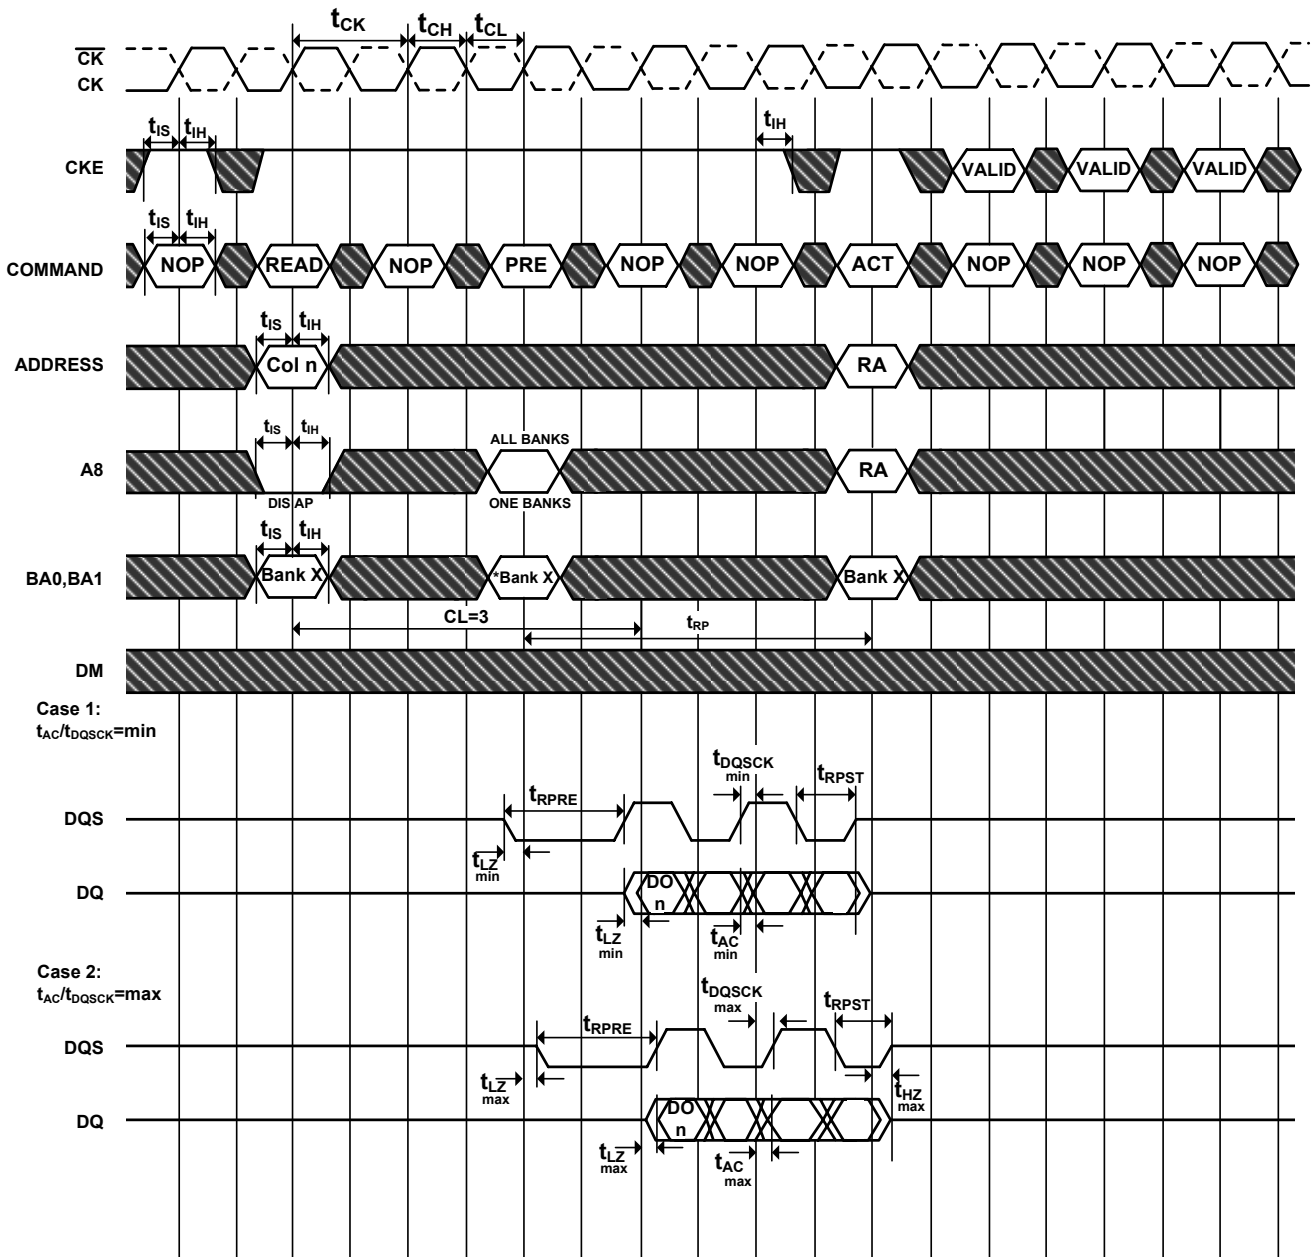 tCK tCH tCL
CK
CK
tIS tIH tIH
CKE VALID VALID VALID
tIS tIH
COMMAND NOP READ NOP PRE NOP NOP ACT NOP NOP NOP
tIS tIH
ADDRESS Col n RA
tIS tIH ALL BANKS
A8 RA
DIS AP ONE BANKS
tIS tIH
BA0,BA1 Bank X *Bank X Bank X
CL=3 tRP
DM
Case 1:
tAC/tDQSCK=min
tDQSCK
min
tRPST
tRPRE
DQS
tLZ
min
DQ DO
n
tLZ
min
tAC
min
Case 2:
tAC/tDQSCK=max
tDQSCK
max
tRPST
tRPRE
DQS
tLZ
max
tHZ
max
DQ DO
n
tLZ
max
tAC
max